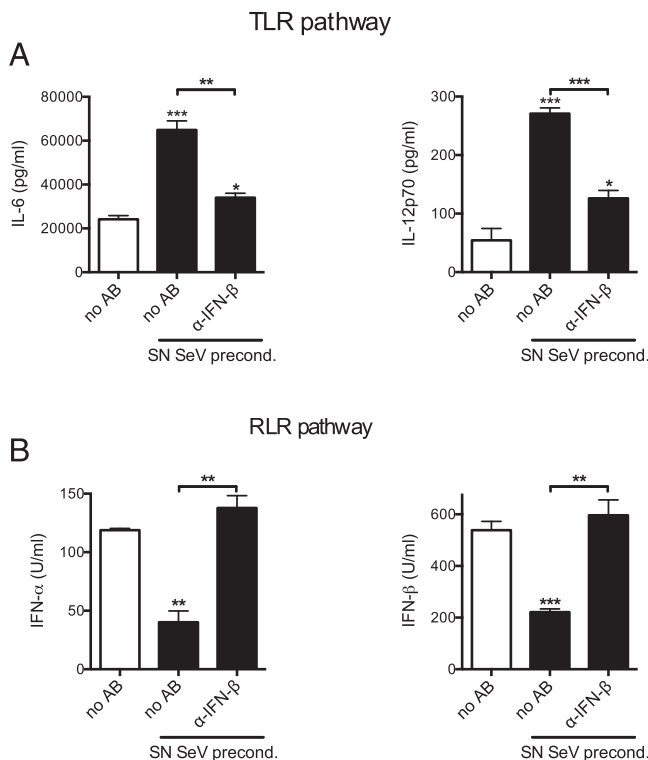 TLR pathway
A
IL-6 (pg/ml)
80000
60000
40000
20000
0
***
**
*
no AB
no AB
α-IFN-β
SN SeV precond.
IL-12p70 (pg/ml)
300
200
100
0
***
***
*
no AB
no AB
α-IFN-β
SN SeV precond.
RLR pathway
B
IFN-α (U/ml)
150
100
50
0
**
**
no AB
no AB
α-IFN-β
SN SeV precond.
IFN-β (U/ml)
600
400
200
0
**
***
no AB
no AB
α-IFN-β
SN SeV precond.